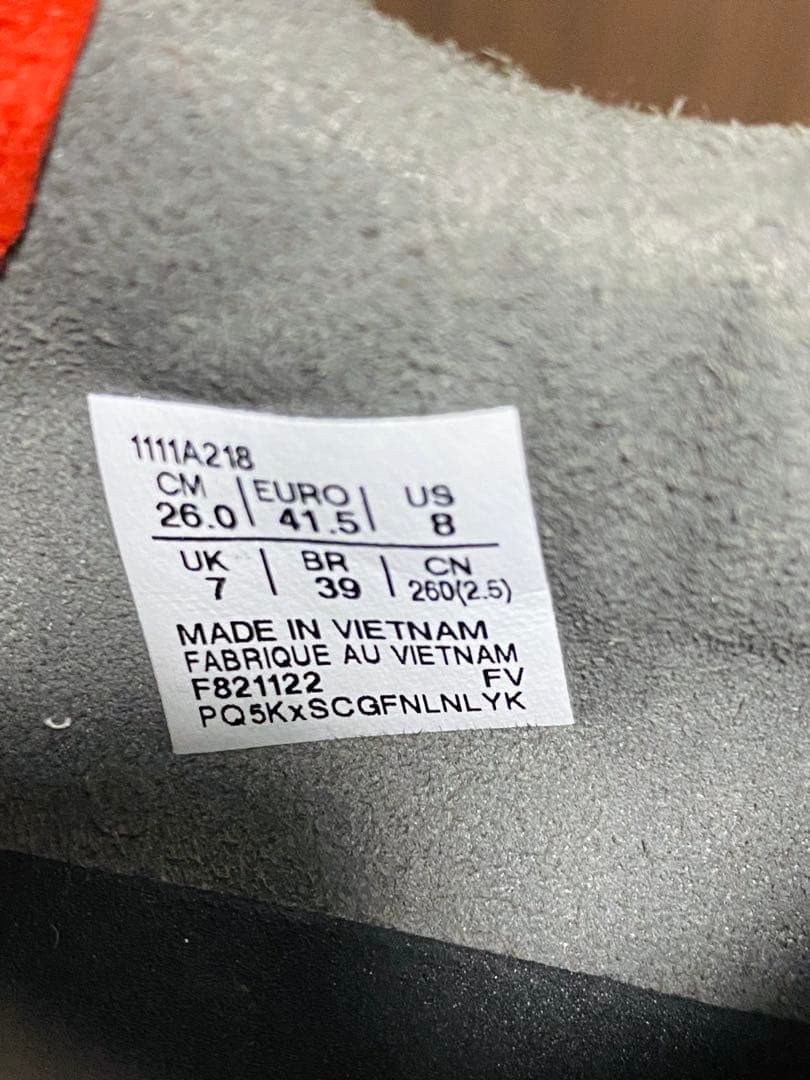 1111A218
CM | EURO | US
26.0 | 41.5 | 8
UK | BR | CN
7 | 39 | 260(2.5)
MADE IN VIETNAM
FABRIQUE AU VIETNAM
F821122 FV
PQ5KxSCGFNLNLYK